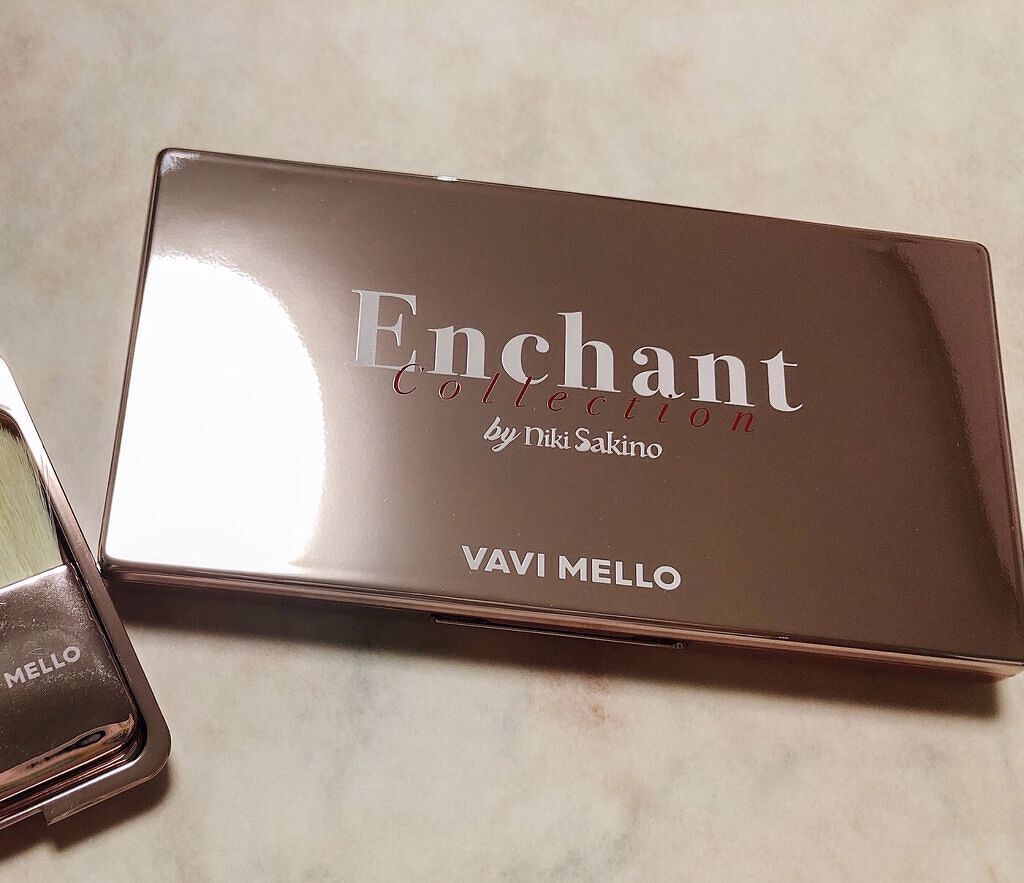 Enchant
Collection
by Niki Sakino
VAVI MELLO
MELLO